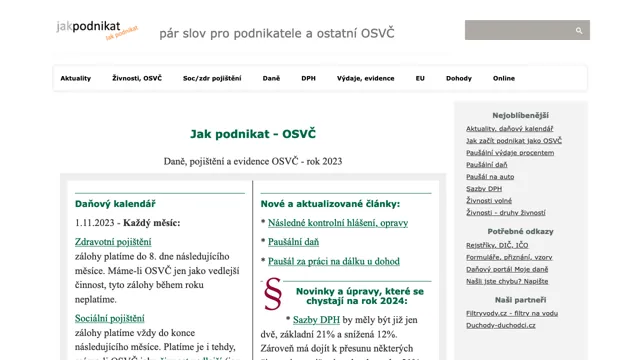 jakpodnikat
jak podnikat
pár slov pro podnikatele a ostatní OSVČ
Aktuality Živnosti, OSVČ Soc/zdr pojištění Daně DPH Výdaje, evidence EU Dohody Online
Jak podnikat - OSVČ
Daně, pojištění a evidence OSVČ - rok 2023
Daňový kalendář
1.11.2023 - Každý měsíc:
Zdravotní pojištění
zálohy platíme do 8. dne následujícího
měsíce. Máme-li OSVČ jen jako vedlejší
činnost, tyto zálohy během roku
neplatíme.
Sociální pojištění
zálohy platíme vždy do konce
následujícího měsíce. Platíme je i tehdy,
Nové a aktualizované články:
* Následné kontrolní hlášení, opravy
* Paušální daň
* Paušál za práci na dálku u dohod
§ Novinky a úpravy, které se
chystají na rok 2024:
* Sazby DPH by měly být již jen
dvě, základní 21% a snížená 12%.
Zároveň má dojít k přesunu některých
Nejoblíbenější
Aktuality, daňový kalendář
Jak začít podnikat jako OSVČ
Paušální výdaje procentem
Paušální daň
Paušál na auto
Sazby DPH
Živnosti volné
Živnosti - druhy živností
Potřebné odkazy
Rejstříky, DIČ, IČO
Formuláře, přiznání, vzory
Daňový portál Moje daně
Našli jste chybu? Napište
Naši partneři
Filtryvody.cz - filtry na vodu
Duchody-duchodci.cz